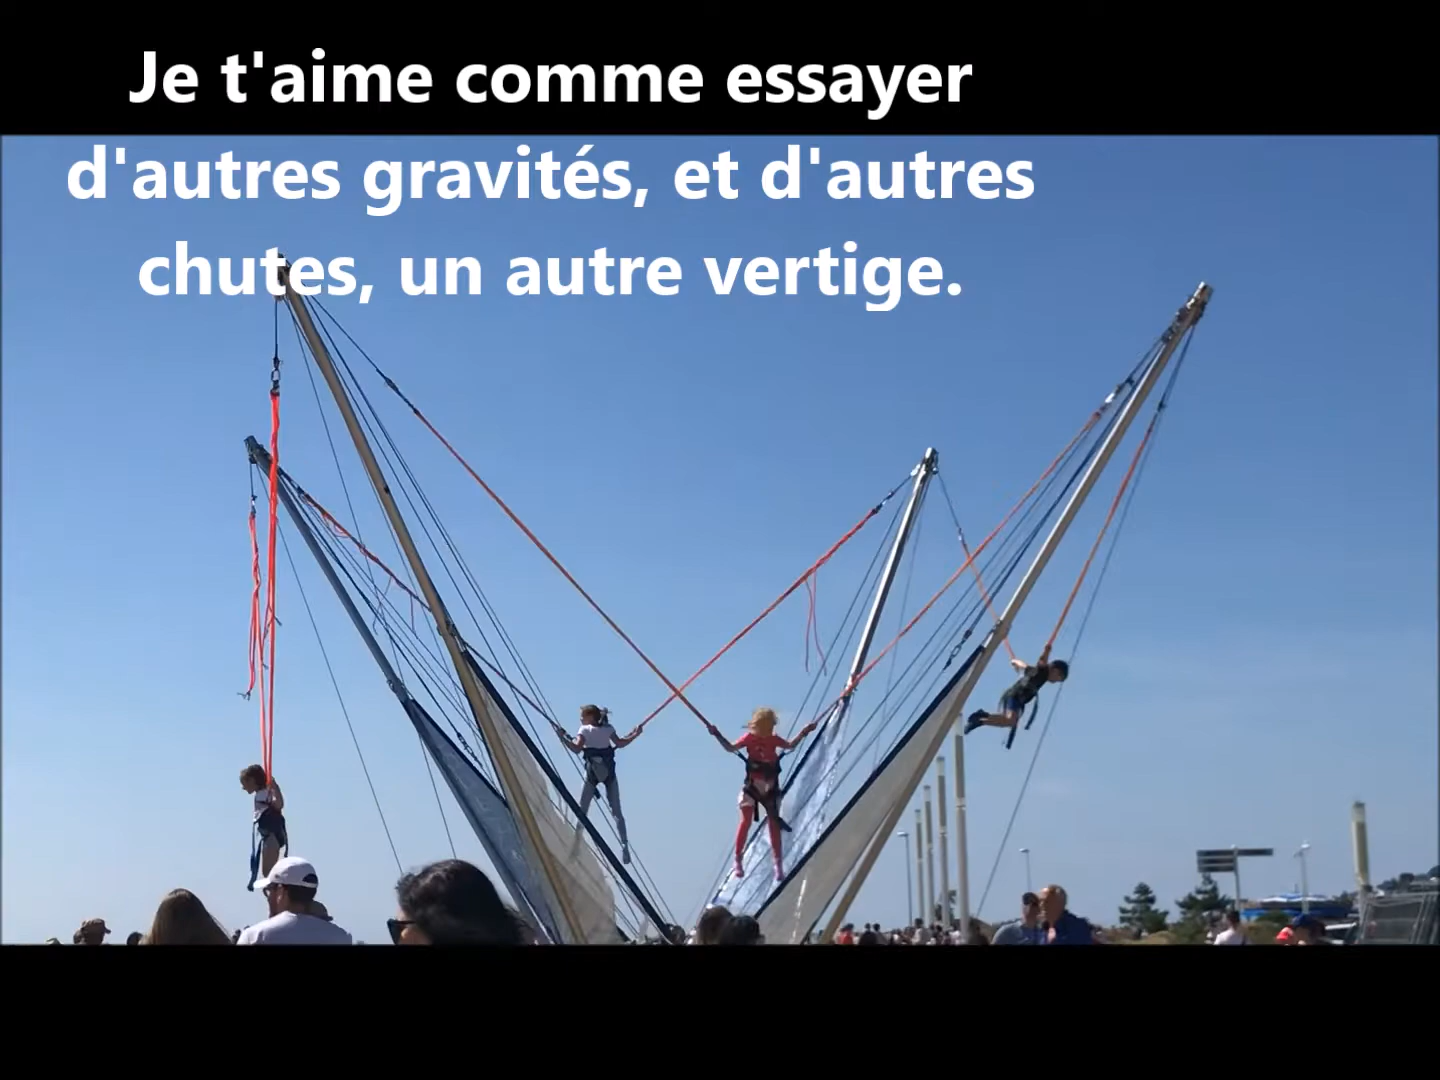 Je t'aime comme essayer
d'autres gravités, et d'autres
chutes, un autre vertige.